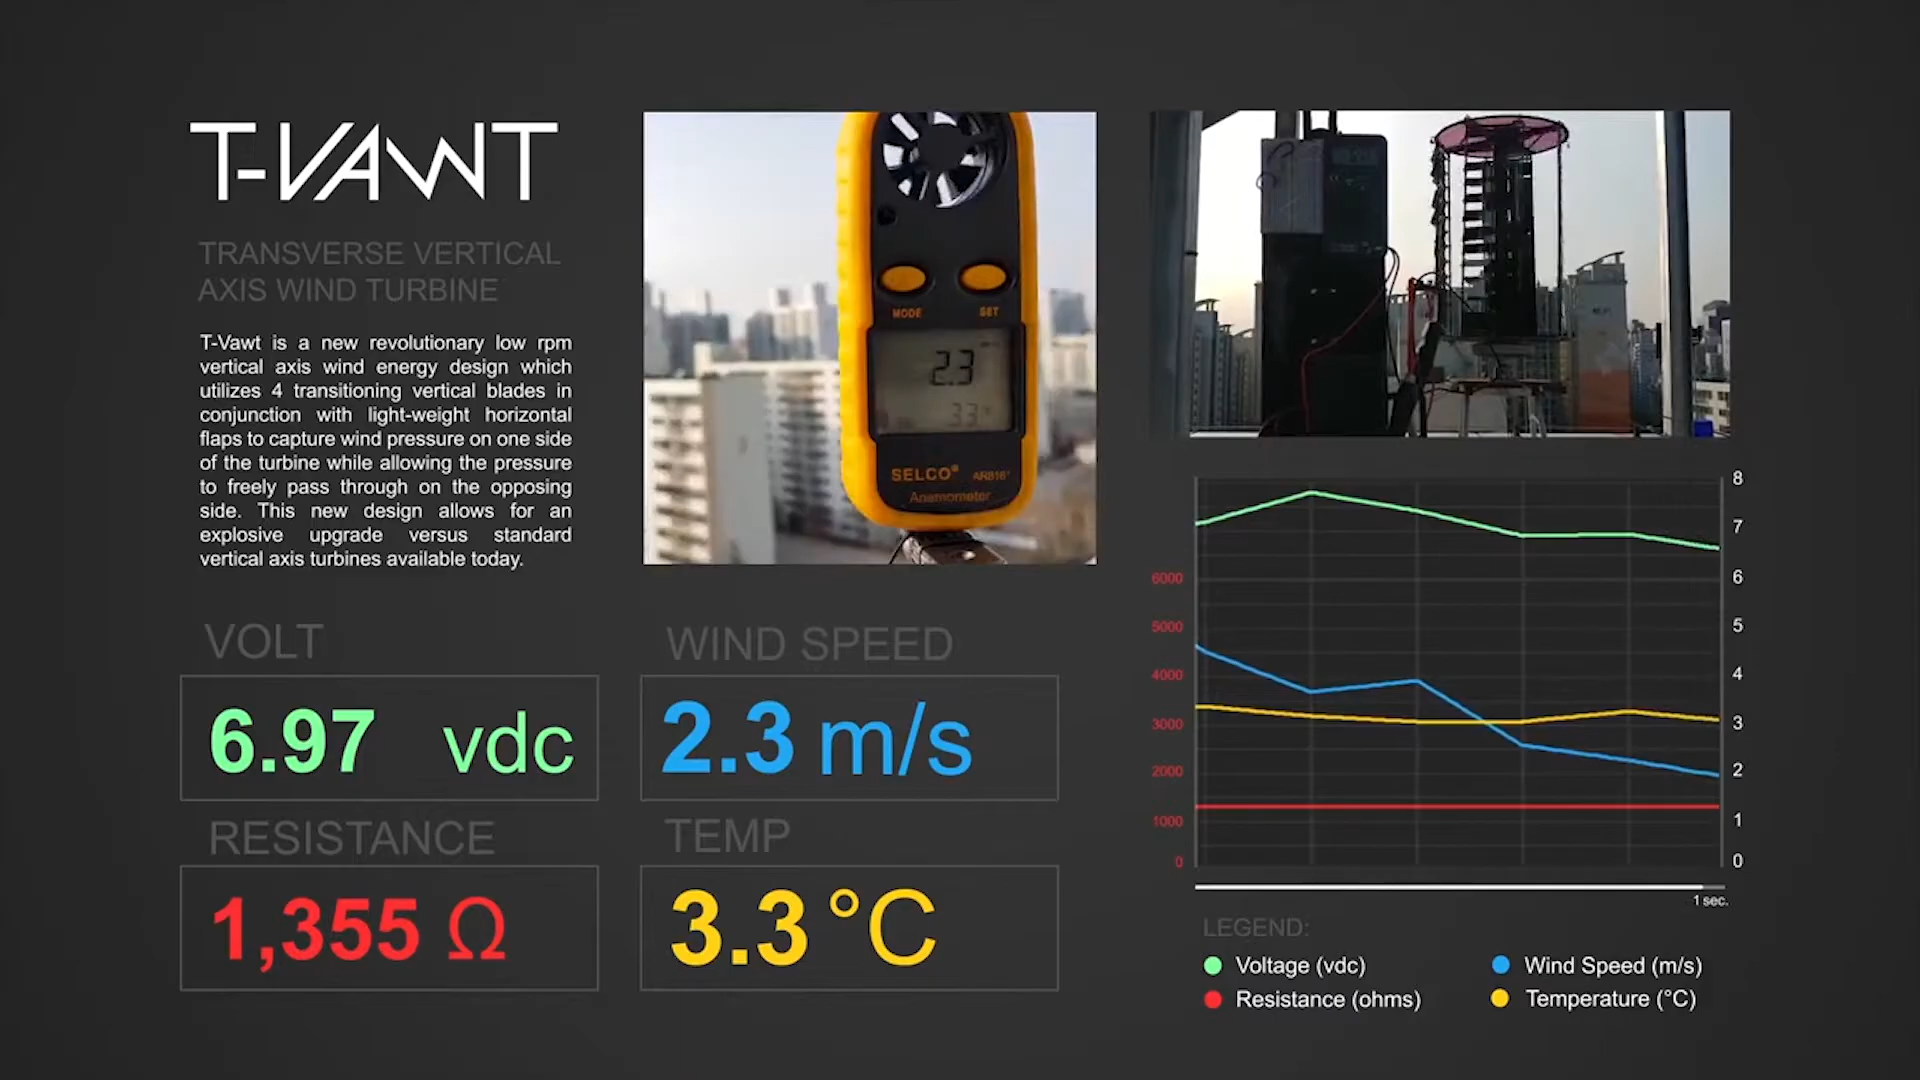 T-VAWT
TRANSVERSE VERTICAL
AXIS WIND TURBINE
T-Vawt is a new revolutionary low rpm
vertical axis wind energy design which
utilizes 4 transitioning vertical blades in
conjunction with light-weight horizontal
flaps to capture wind pressure on one side
of the turbine while allowing the pressure
to freely pass through on the opposing
side. This new design allows for an
explosive upgrade versus standard
vertical axis turbines available today.
MODE SET
2.3
3.3
SELCO® AR816+
Anemometer
VOLT
6.97 vdc
WIND SPEED
2.3 m/s
RESISTANCE
1,355 Ω
TEMP
3.3 °C
8
7
6000 6
5000 5
4000 4
3000 3
2000 2
1000 1
0 0
1 sec.
LEGEND:
Voltage (vdc) Wind Speed (m/s)
Resistance (ohms) Temperature (°C)